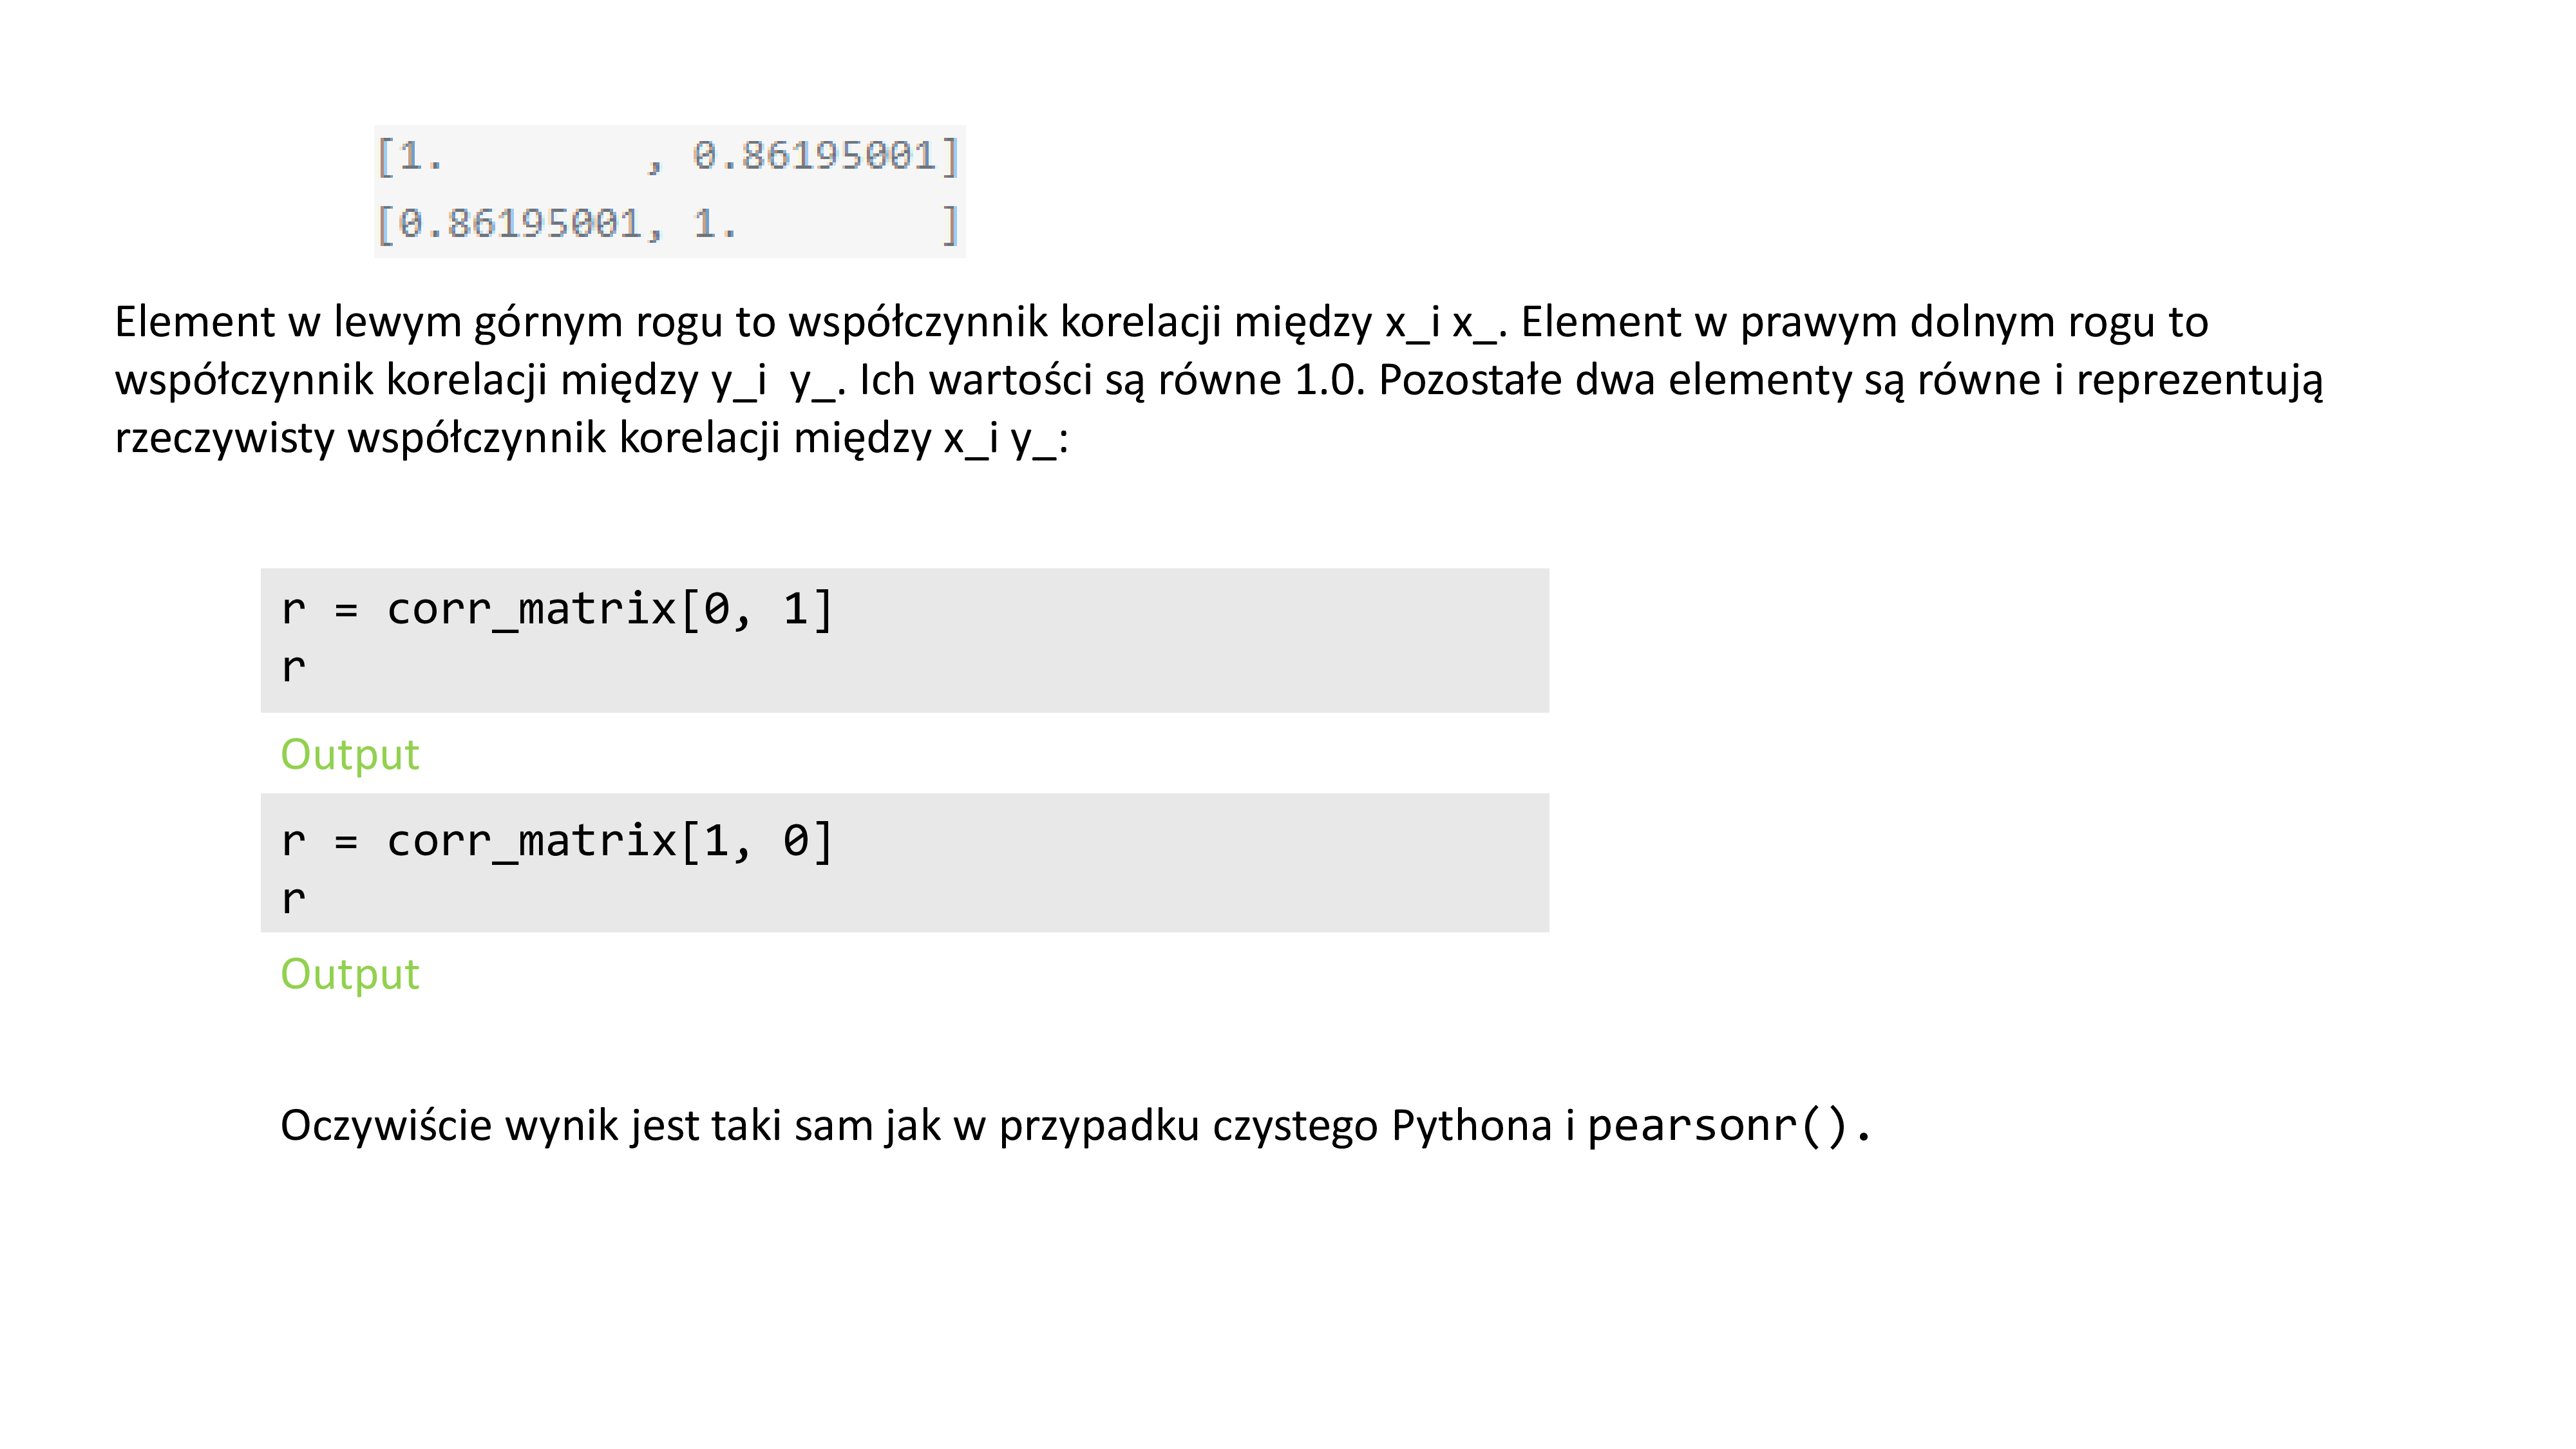 [1.        , 0.86195001]
[0.86195001, 1.        ]
Element w lewym górnym rogu to współczynnik korelacji między x_i x_. Element w prawym dolnym rogu to
współczynnik korelacji między y_i  y_. Ich wartości są równe 1.0. Pozostałe dwa elementy są równe i reprezentują
rzeczywisty współczynnik korelacji między x_i y_:
r = corr_matrix[0, 1]
r
Output
r = corr_matrix[1, 0]
r
Output
Oczywiście wynik jest taki sam jak w przypadku czystego Pythona i pearsonr().